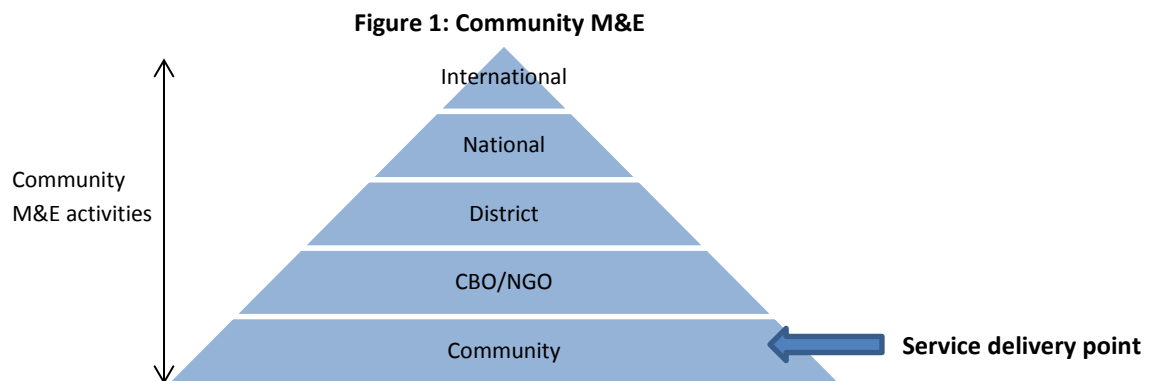 Figure 1: Community M&E
International
National
Community
M&E activities
District
CBO/NGO
Community
Service delivery point